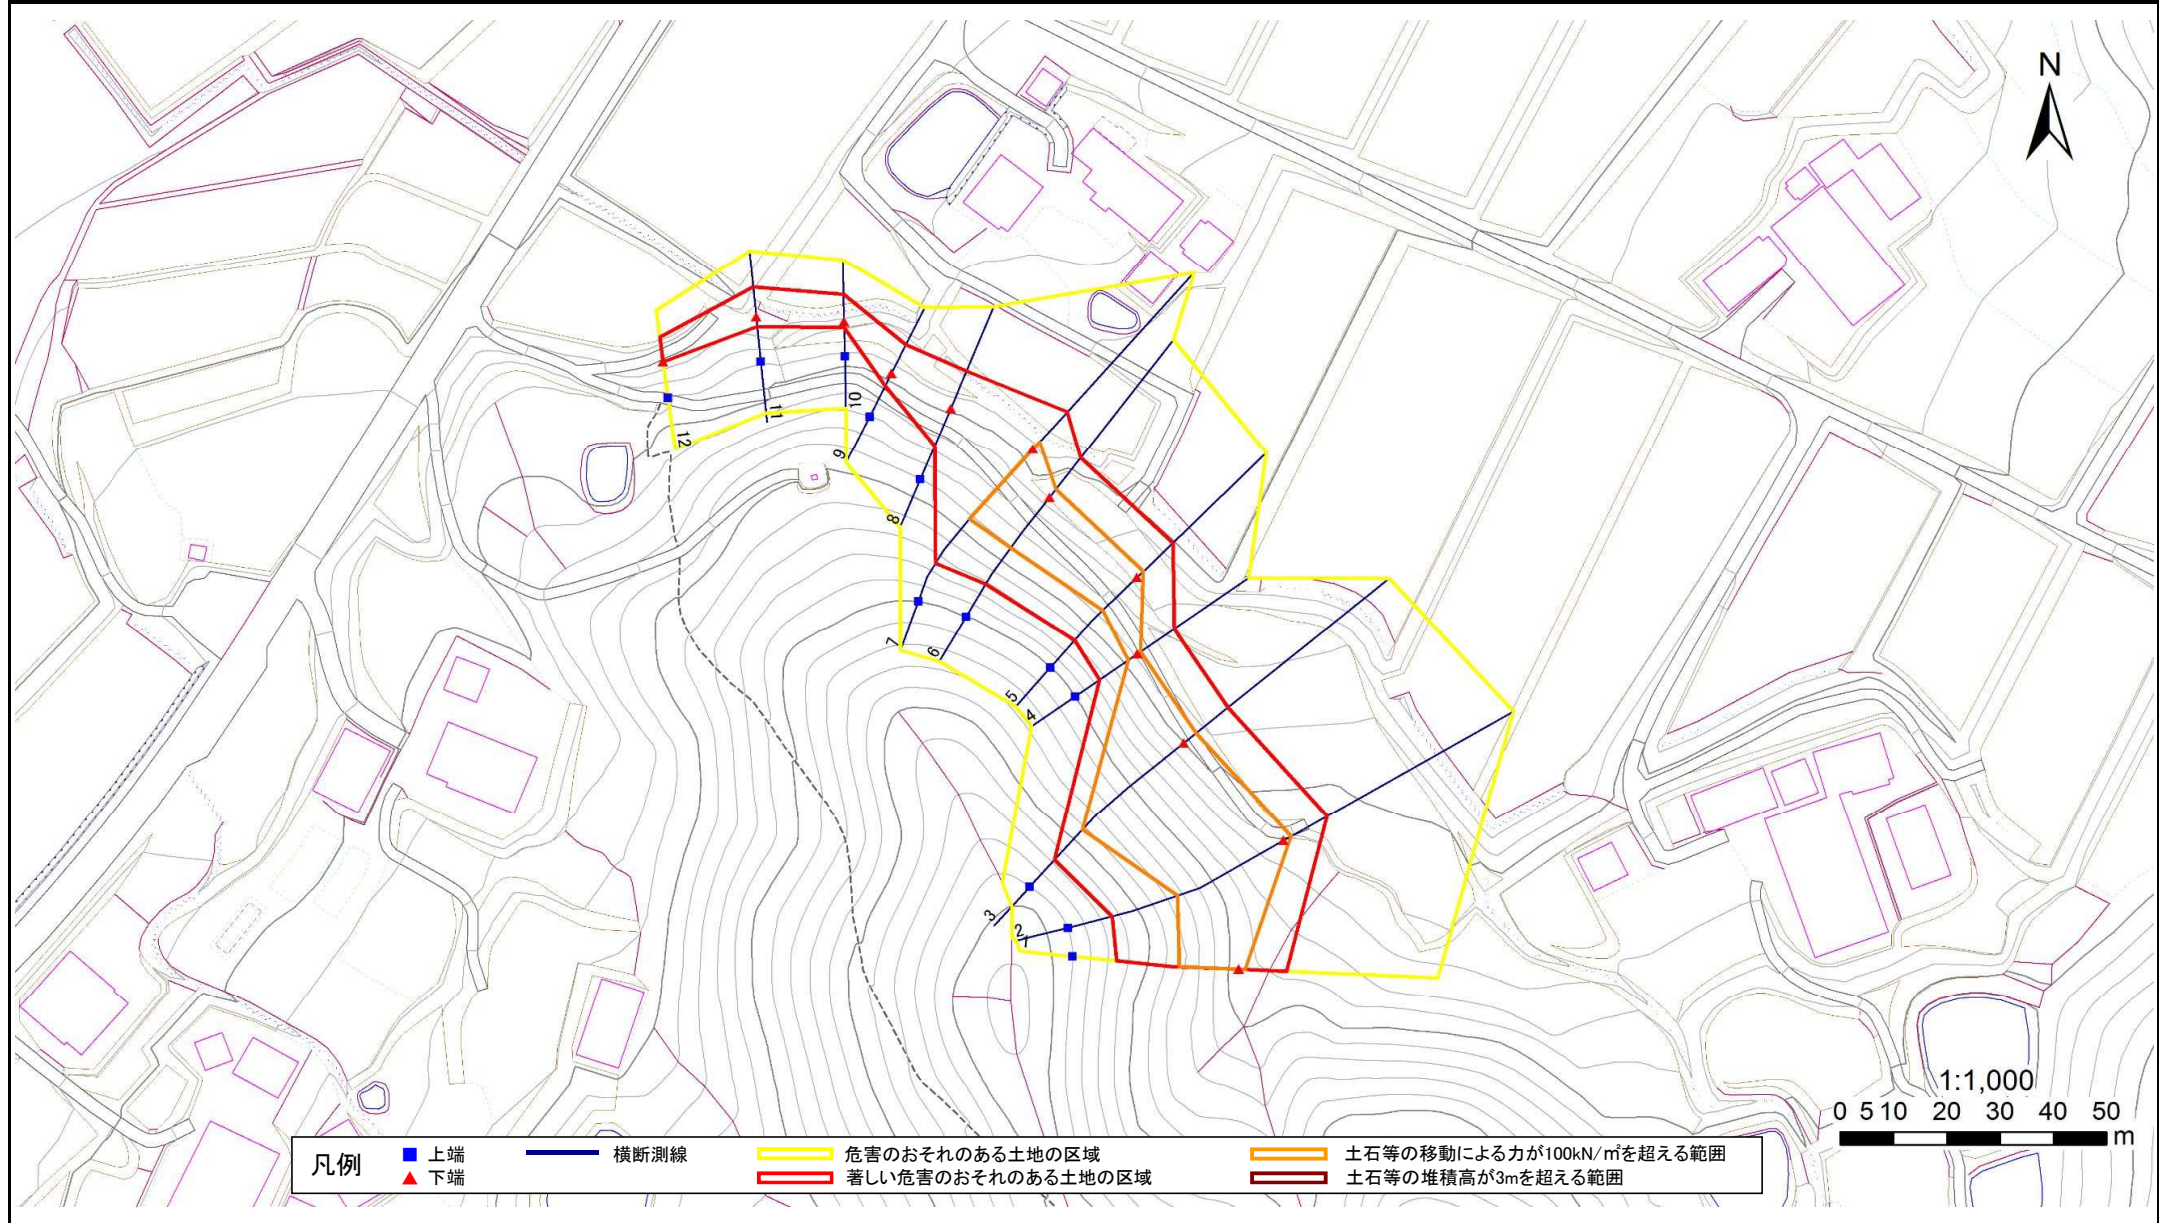 N
11
10
12
9
8
7
6
5
4
3
2
1
1:1,000
0 5 10 20 30 40 50
m
凡例
上端
横断測線
危害のおそれのある土地の区域
土石等の移動による力が100kN/㎡を超える範囲
下端
著しい危害のおそれのある土地の区域
土石等の堆積高が3mを超える範囲